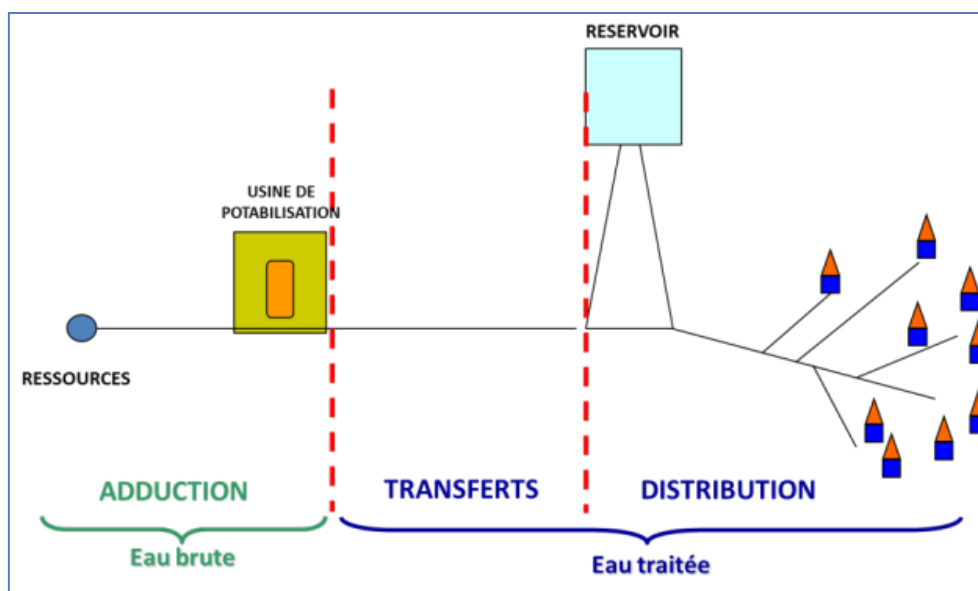 RESERVOIR
USINE DE
POTABILISATION
RESSOURCES
ADDUCTION
TRANSFERTS
DISTRIBUTION
Eau brute
Eau traitée